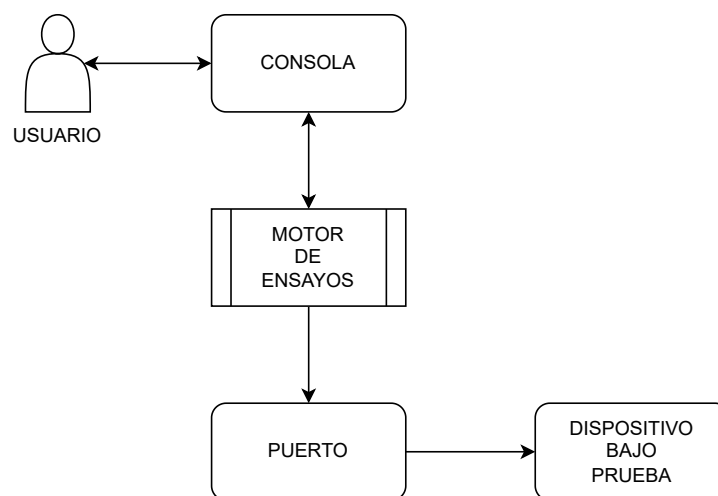 CONSOLA
USUARIO
MOTOR
DE
ENSAYOS
PUERTO
DISPOSITIVO
BAJO
PRUEBA